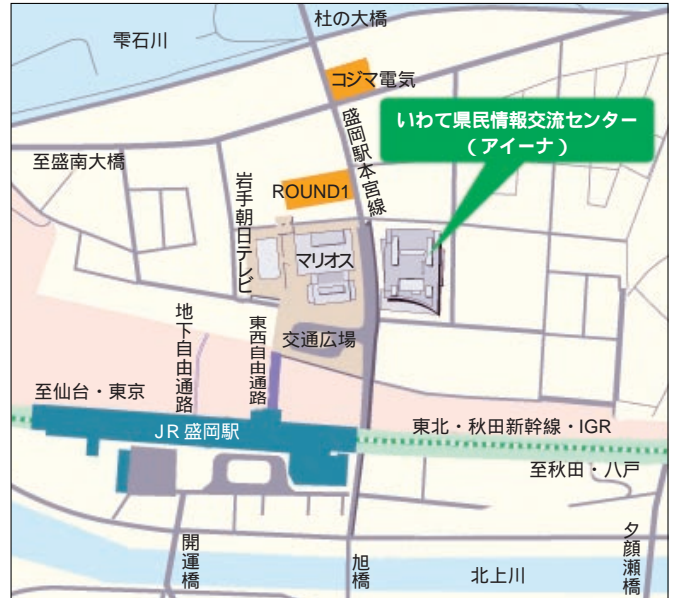 杜の大橋
雫石川
コジマ電気
いわて県民情報交流センター
(アイーナ)
盛岡駅本宮線
至盛南大橋
ROUND1
岩手朝日テレビ
マリオス
地下自由通路
東西自由通路
交通広場
至仙台・東京
JR 盛岡駅
東北・秋田新幹線・IGR
至秋田・八戸
開運橋
旭橋
北上川
夕顔瀬橋